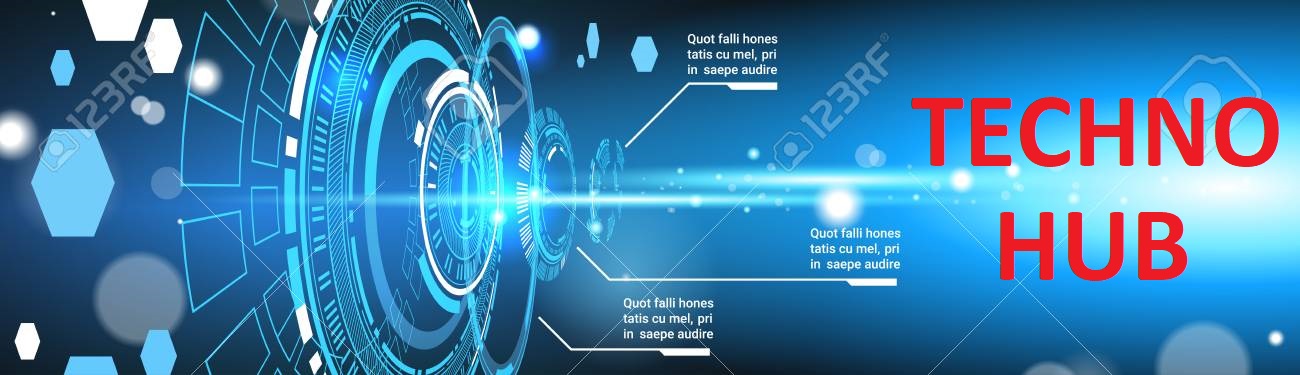 Quot falli hones
tatis cu mel, pri
in saepe audire
TECHNO
HUB
Quot falli hones
tatis cu mel, pri
in saepe audire
Quot falli hones
tatis cu mel, pri
in saepe audire
123RF
123RF
123RF